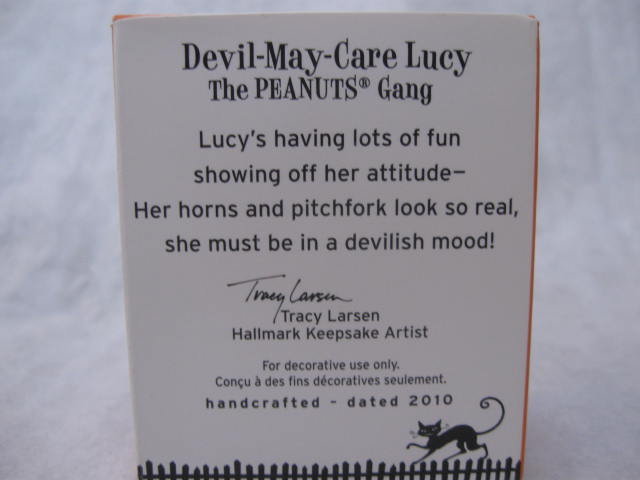 Devil-May-Care Lucy
The PEANUTS® Gang
Lucy's having lots of fun
showing off her attitude–
Her horns and pitchfork look so real,
she must be in a devilish mood!
Tracy Larsen
Tracy Larsen
Hallmark Keepsake Artist
For decorative use only.
Conçu à des fins décoratives seulement.
handcrafted – dated 2010